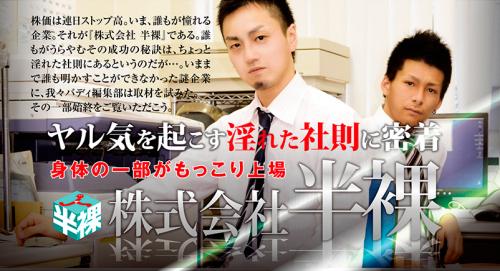 株価は連日ストップ高。いま、誰もが憧れる
企業。それが『株式会社 半裸』である。誰
もがうらやむその成功の秘訣は、ちょっと
淫れた社則にあるというのだが…。いまま
で誰も明かすことができなかった謎企業
に、我々バディ編集部は取材を試みた。
その一部始終をご覧いただこう。
ヤル気を起こす淫れた社則に密着
身体の一部がもっこり上場
半裸
株式会社半裸